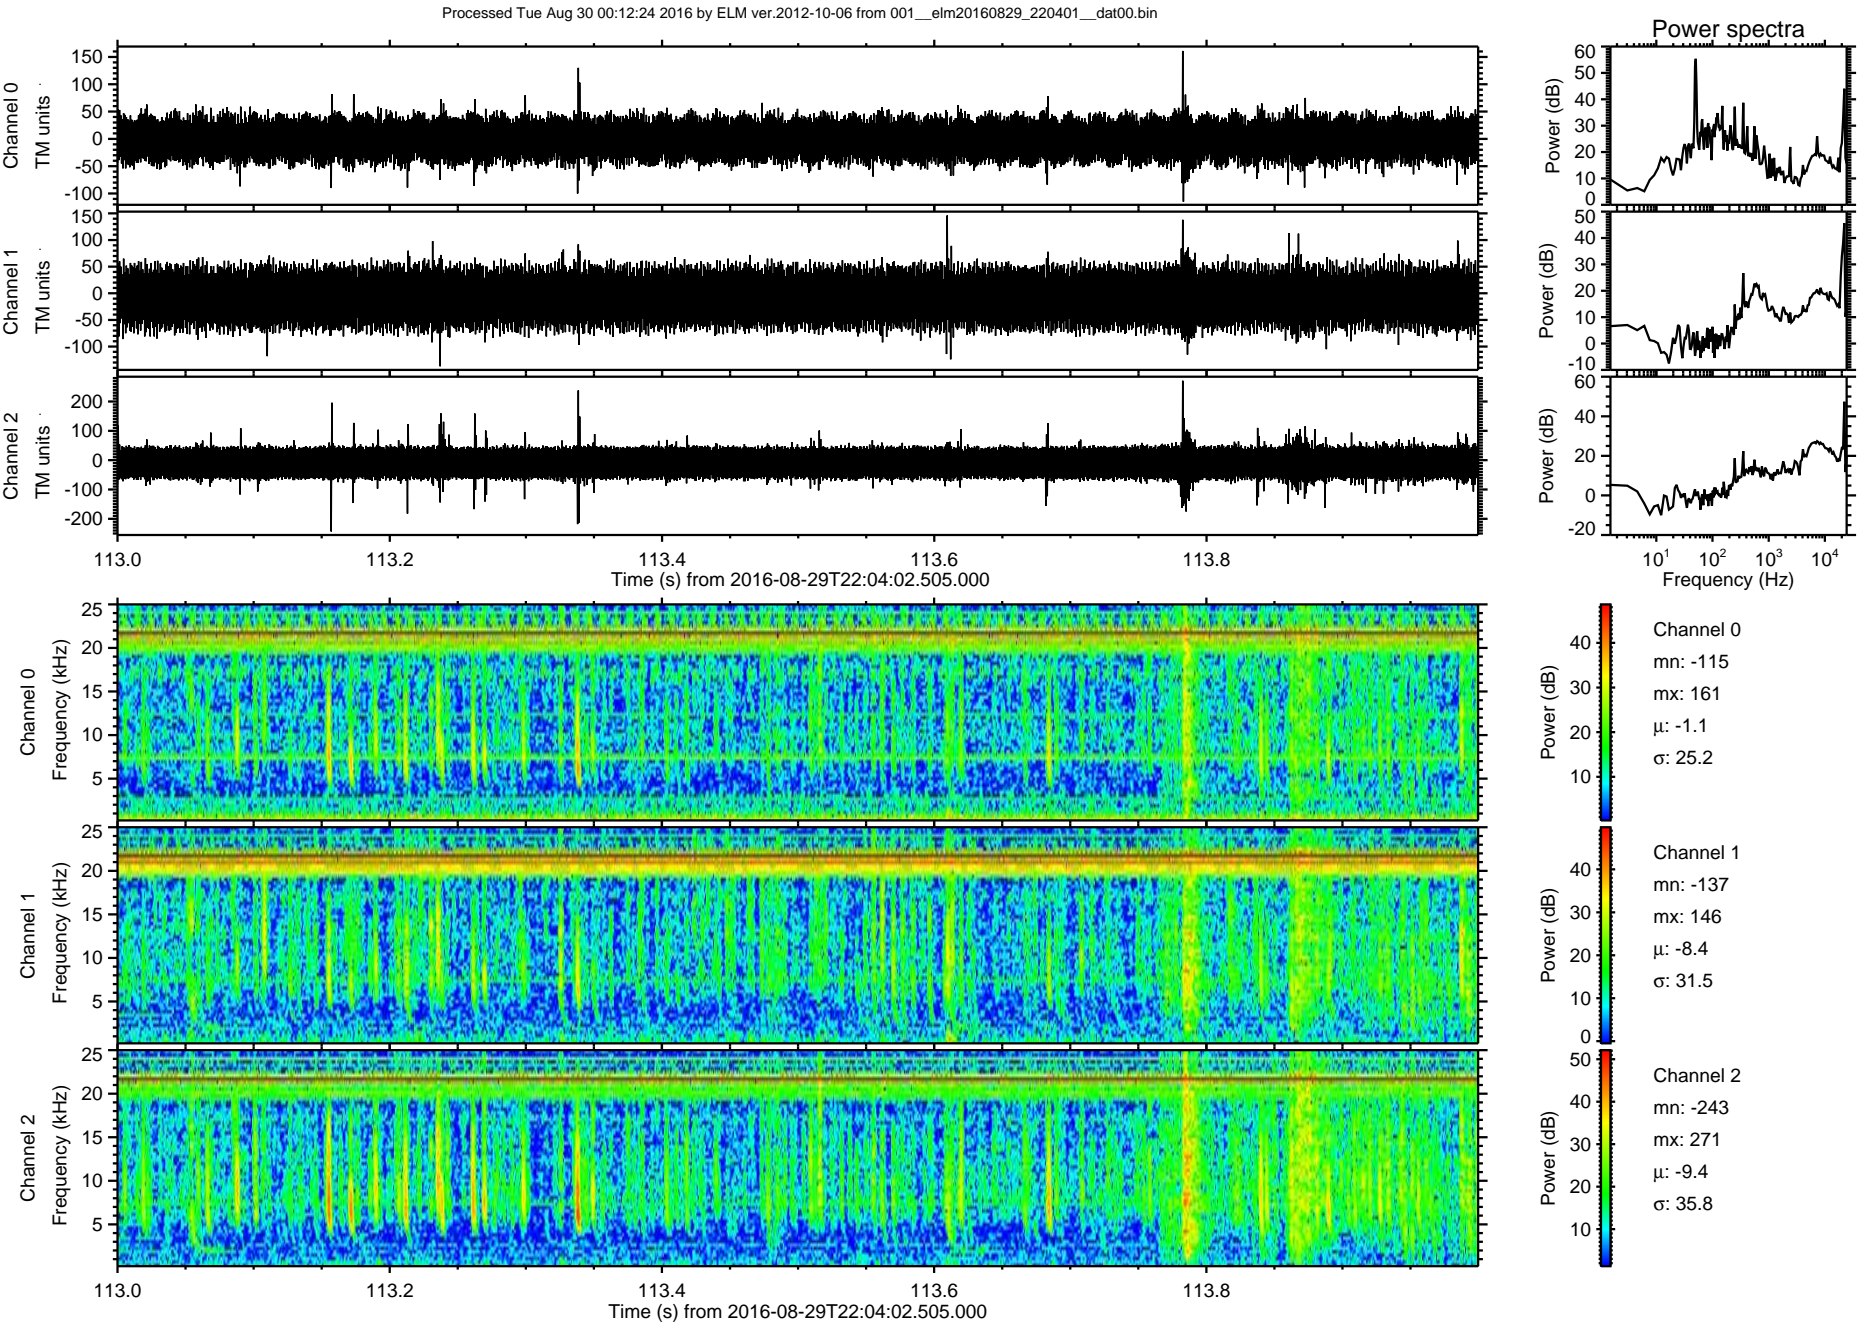 Processed Tue Aug 30 00:12:24 2016 by ELM ver.2012-10-06 from 001__elm20160829_220401__dat00.bin
Power spectra
Channel 0
TM units
150
100
50
0
-50
-100
Power (dB)
60
50
40
30
20
10
0
Channel 1
TM units
150
100
50
0
-50
-100
Power (dB)
50
40
30
20
10
0
-10
Channel 2
TM units
200
100
0
-100
-200
Power (dB)
60
40
20
0
-20
113.0 113.2 113.4 113.6 113.8
Time (s) from 2016-08-29T22:04:02.505.000
10¹ 10² 10³ 10⁴
Frequency (Hz)
Channel 0
Frequency (kHz)
25
20
15
10
5
Power (dB)
40
30
20
10
Channel 0
mn: -115
mx: 161
μ: -1.1
σ: 25.2
Channel 1
Frequency (kHz)
25
20
15
10
5
Power (dB)
40
30
20
10
0
Channel 1
mn: -137
mx: 146
μ: -8.4
σ: 31.5
Channel 2
Frequency (kHz)
25
20
15
10
5
Power (dB)
50
40
30
20
10
Channel 2
mn: -243
mx: 271
μ: -9.4
σ: 35.8
113.0 113.2 113.4 113.6 113.8
Time (s) from 2016-08-29T22:04:02.505.000